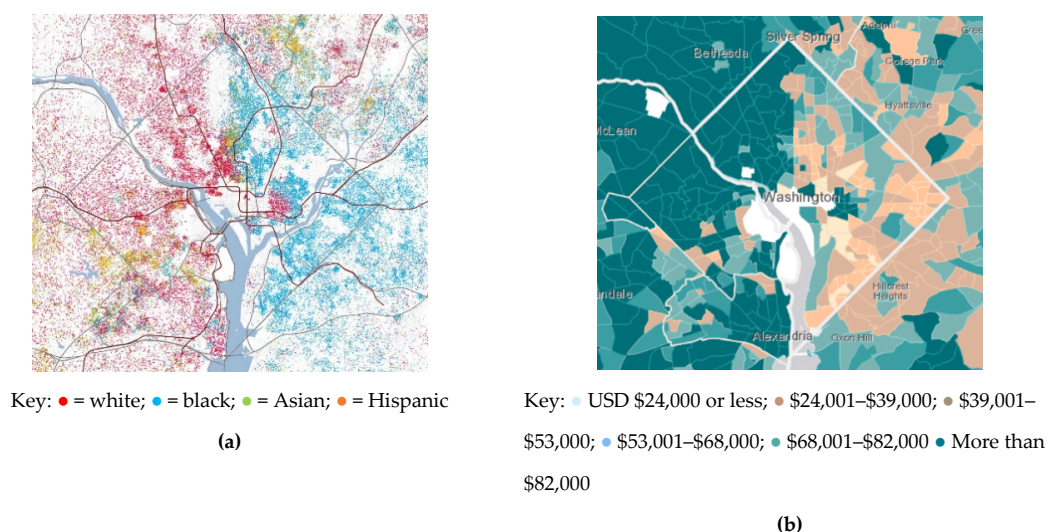 Silver Spring
Adelphi
Gree
Bethesda
College Park
Hyattsville
McLean
Washington
Hillcrest
Heights
andale
Alexandria
Oxon Hill
Key: ● = white; ● = black; ● = Asian; ● = Hispanic
(a)
Key: ● USD $24,000 or less; ● $24,001–$39,000; ● $39,001–
$53,000; ● $53,001–$68,000; ● $68,001–$82,000 ● More than
$82,000
(b)